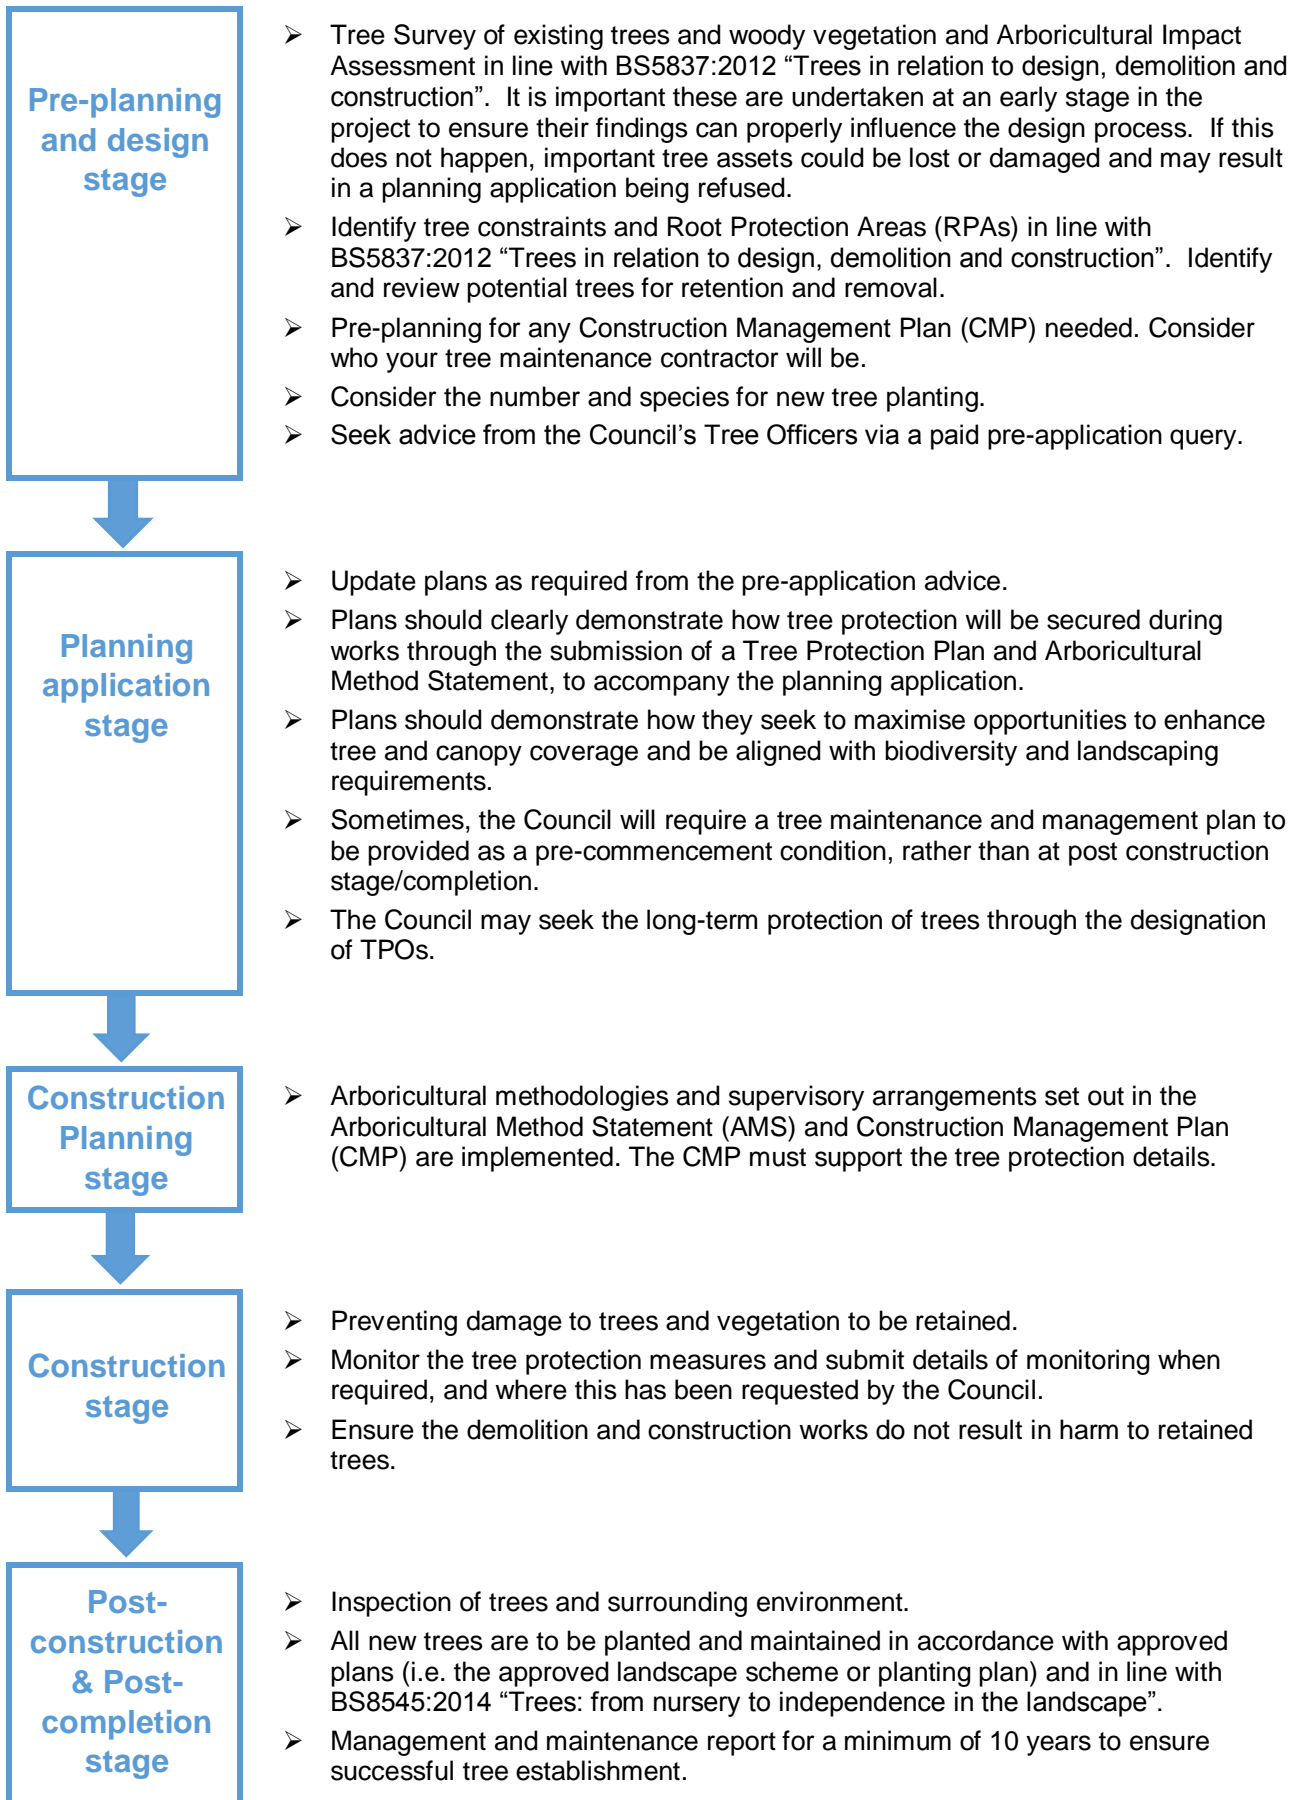 Pre-planning
and design
stage
➢ Tree Survey of existing trees and woody vegetation and Arboricultural Impact
Assessment in line with BS5837:2012 “Trees in relation to design, demolition and
construction”.  It is important these are undertaken at an early stage in the
project to ensure their findings can properly influence the design process.  If this
does not happen, important tree assets could be lost or damaged and may result
in a planning application being refused.
➢ Identify tree constraints and Root Protection Areas (RPAs) in line with
BS5837:2012 “Trees in relation to design, demolition and construction”.  Identify
and review potential trees for retention and removal.
➢ Pre-planning for any Construction Management Plan (CMP) needed. Consider
who your tree maintenance contractor will be.
➢ Consider the number and species for new tree planting.
➢ Seek advice from the Council’s Tree Officers via a paid pre-application query.
Planning
application
stage
➢ Update plans as required from the pre-application advice.
➢ Plans should clearly demonstrate how tree protection will be secured during
works through the submission of a Tree Protection Plan and Arboricultural
Method Statement, to accompany the planning application.
➢ Plans should demonstrate how they seek to maximise opportunities to enhance
tree and canopy coverage and be aligned with biodiversity and landscaping
requirements.
➢ Sometimes, the Council will require a tree maintenance and management plan to
be provided as a pre-commencement condition, rather than at post construction
stage/completion.
➢ The Council may seek the long-term protection of trees through the designation
of TPOs.
Construction
Planning
stage
➢ Arboricultural methodologies and supervisory arrangements set out in the
Arboricultural Method Statement (AMS) and Construction Management Plan
(CMP) are implemented. The CMP must support the tree protection details.
Construction
stage
➢ Preventing damage to trees and vegetation to be retained.
➢ Monitor the tree protection measures and submit details of monitoring when
required, and where this has been requested by the Council.
➢ Ensure the demolition and construction works do not result in harm to retained
trees.
Post-
construction
& Post-
completion
stage
➢ Inspection of trees and surrounding environment.
➢ All new trees are to be planted and maintained in accordance with approved
plans (i.e. the approved landscape scheme or planting plan) and in line with
BS8545:2014 “Trees: from nursery to independence in the landscape”.
➢ Management and maintenance report for a minimum of 10 years to ensure
successful tree establishment.